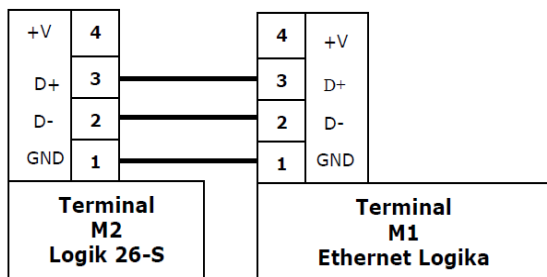 +V 4 4 +V
D+ 3 3 D+
D- 2 2 D-
GND 1 1 GND
Terminal
M2
Logik 26-S
Terminal
M1
Ethernet Logika